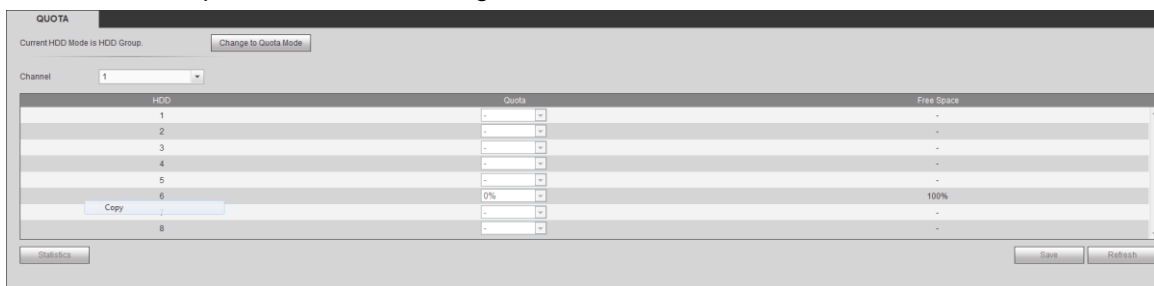 QUOTA
Current HDD Mode is HDD Group. Change to Quota Mode
Channel 1
HDD Quota Free Space
1 - -
2 - -
3 - -
4 - -
5 - -
6 0% 100%
Copy
7 - -
8 - -
Statistics Save Refresh